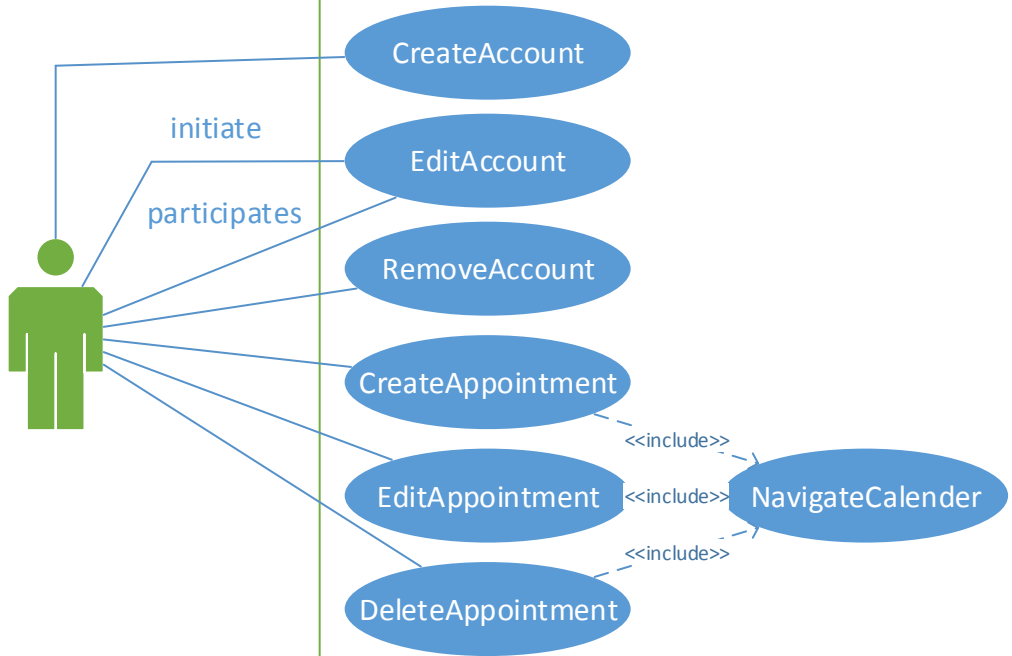 CreateAccount
initiate
EditAccount
participates
RemoveAccount
CreateAppointment
<<include>>
EditAppointment
<<include>>
NavigateCalender
<<include>>
DeleteAppointment